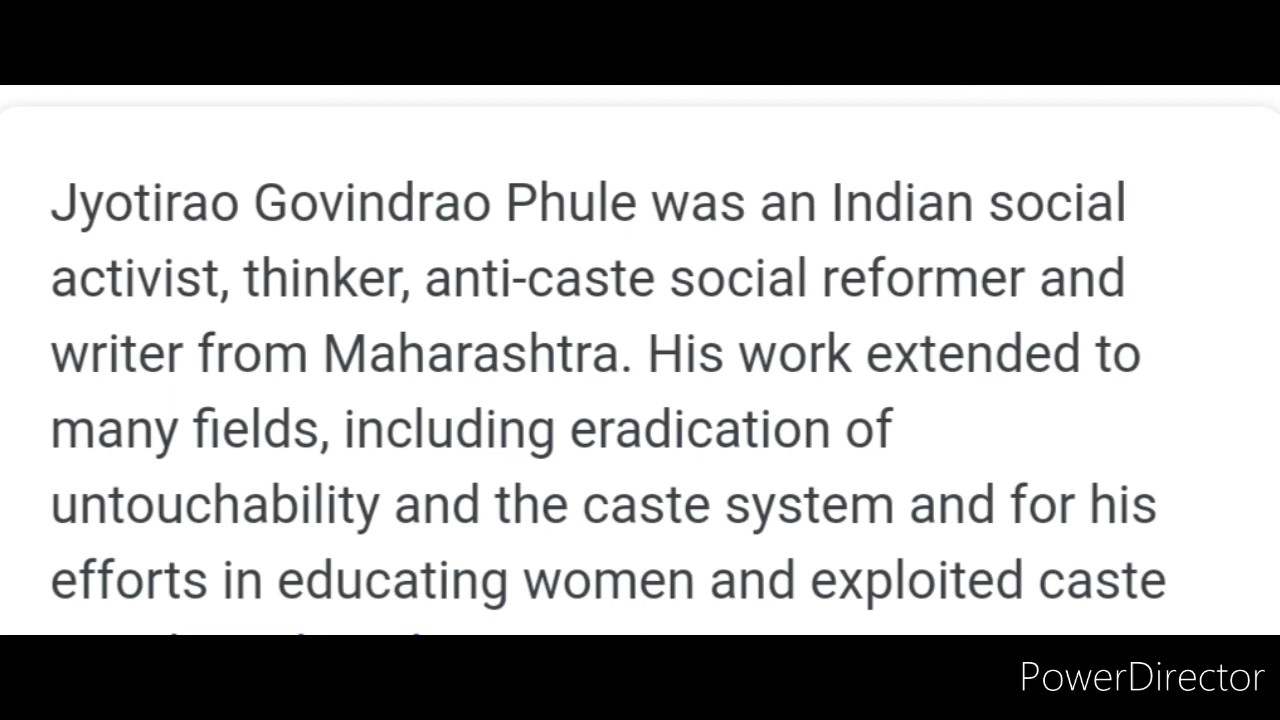 Jyotirao Govindrao Phule was an Indian social
activist, thinker, anti-caste social reformer and
writer from Maharashtra. His work extended to
many fields, including eradication of
untouchability and the caste system and for his
efforts in educating women and exploited caste
PowerDirector